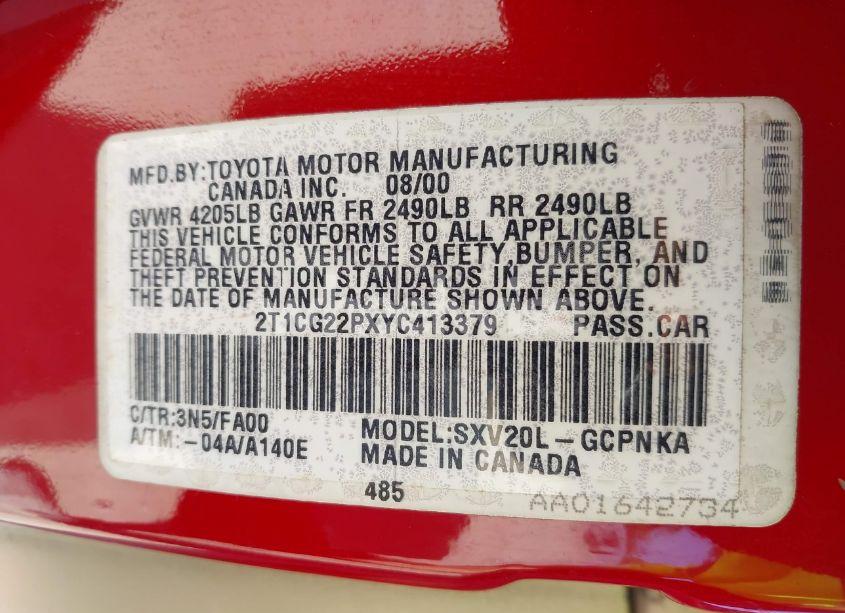 MFD.BY:TOYOTA MOTOR MANUFACTURING
CANADA INC. 08/00
GVWR 4205LB GAWR FR 2490LB RR 2490LB
THIS VEHICLE CONFORMS TO ALL APPLICABLE
FEDERAL MOTOR VEHICLE SAFETY,BUMPER, AND
THEFT PREVENTION STANDARDS IN EFFECT ON
THE DATE OF MANUFACTURE SHOWN ABOVE.
2T1CG22PXYC413379 PASS.CAR
C/TR:3N5/FA00
A/TM:-04A/A140E
MODEL:SXV20L-GCPNKA
MADE IN CANADA
485
AA01642734